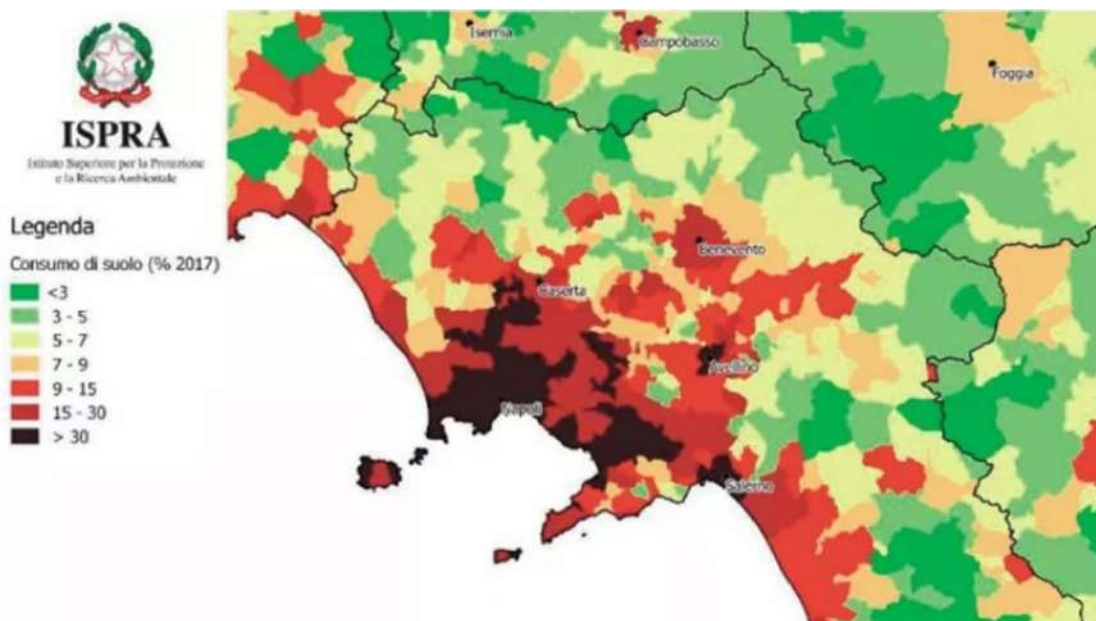 ISPRA
Istituto Superiore per la Protezione
e la Ricerca Ambientale
Legenda
Consumo di suolo (% 2017)
<3
3 - 5
5 - 7
7 - 9
9 - 15
15 - 30
> 30
Isernia
Campobasso
Foggia
Benevento
Caserta
Avellino
Napoli
Salerno